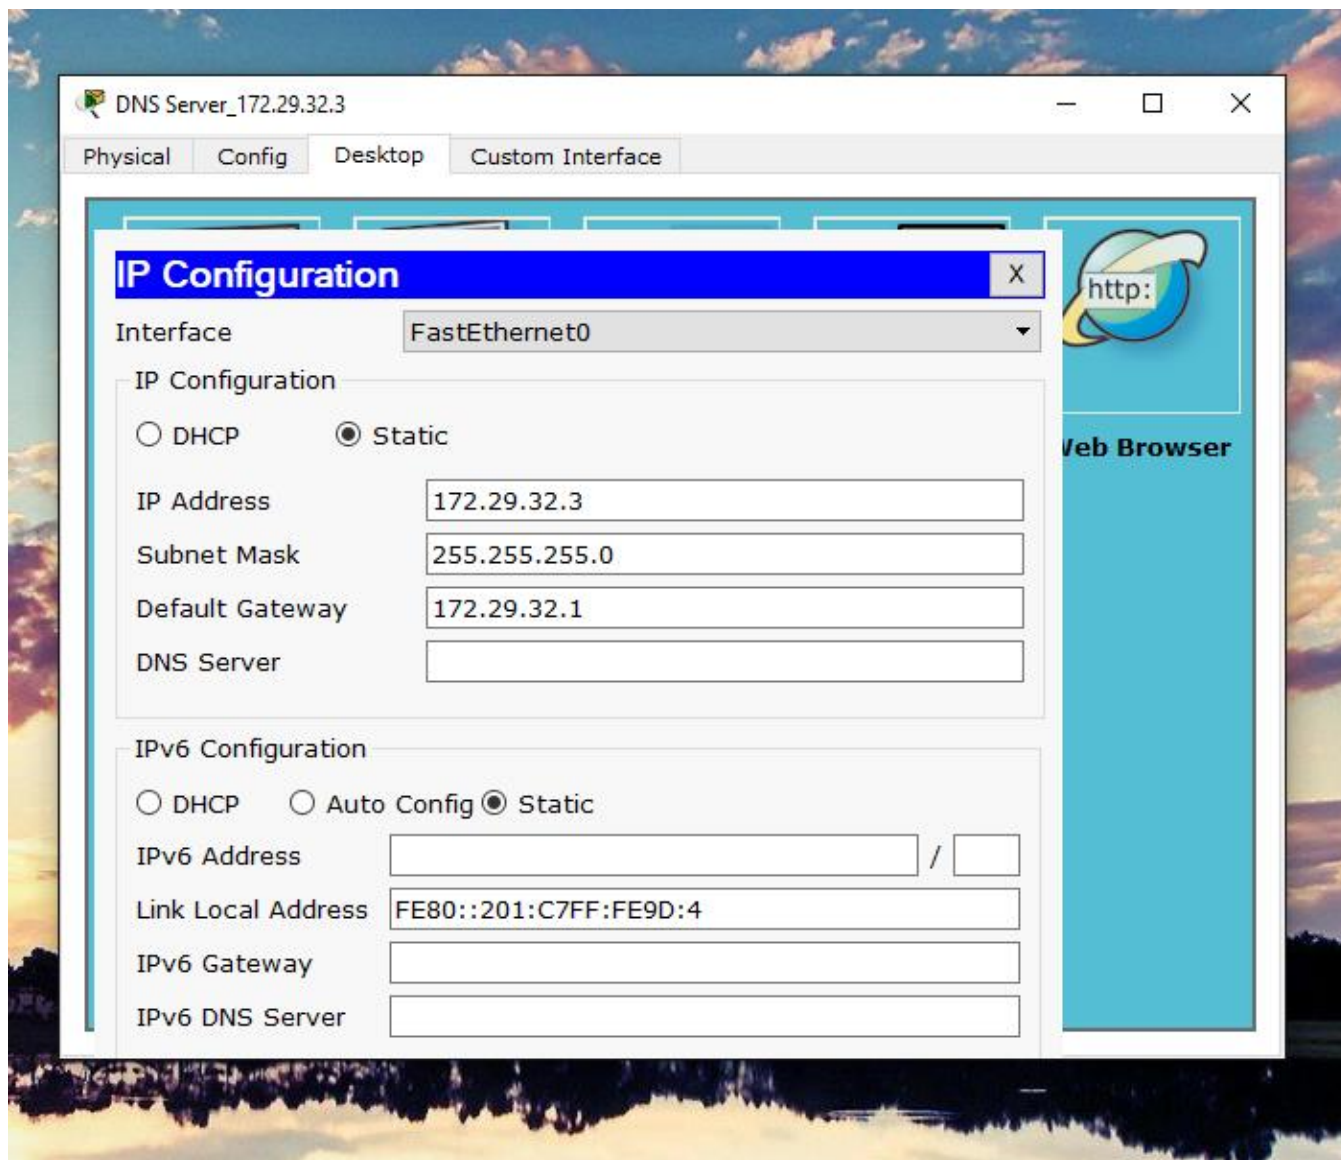 DNS Server_172.29.32.3
Physical Config Desktop Custom Interface
http:
Web Browser
IP Configuration X
Interface FastEthernet0
IP Configuration
DHCP Static
IP Address 172.29.32.3
Subnet Mask 255.255.255.0
Default Gateway 172.29.32.1
DNS Server
IPv6 Configuration
DHCP Auto Config Static
IPv6 Address /
Link Local Address FE80::201:C7FF:FE9D:4
IPv6 Gateway
IPv6 DNS Server